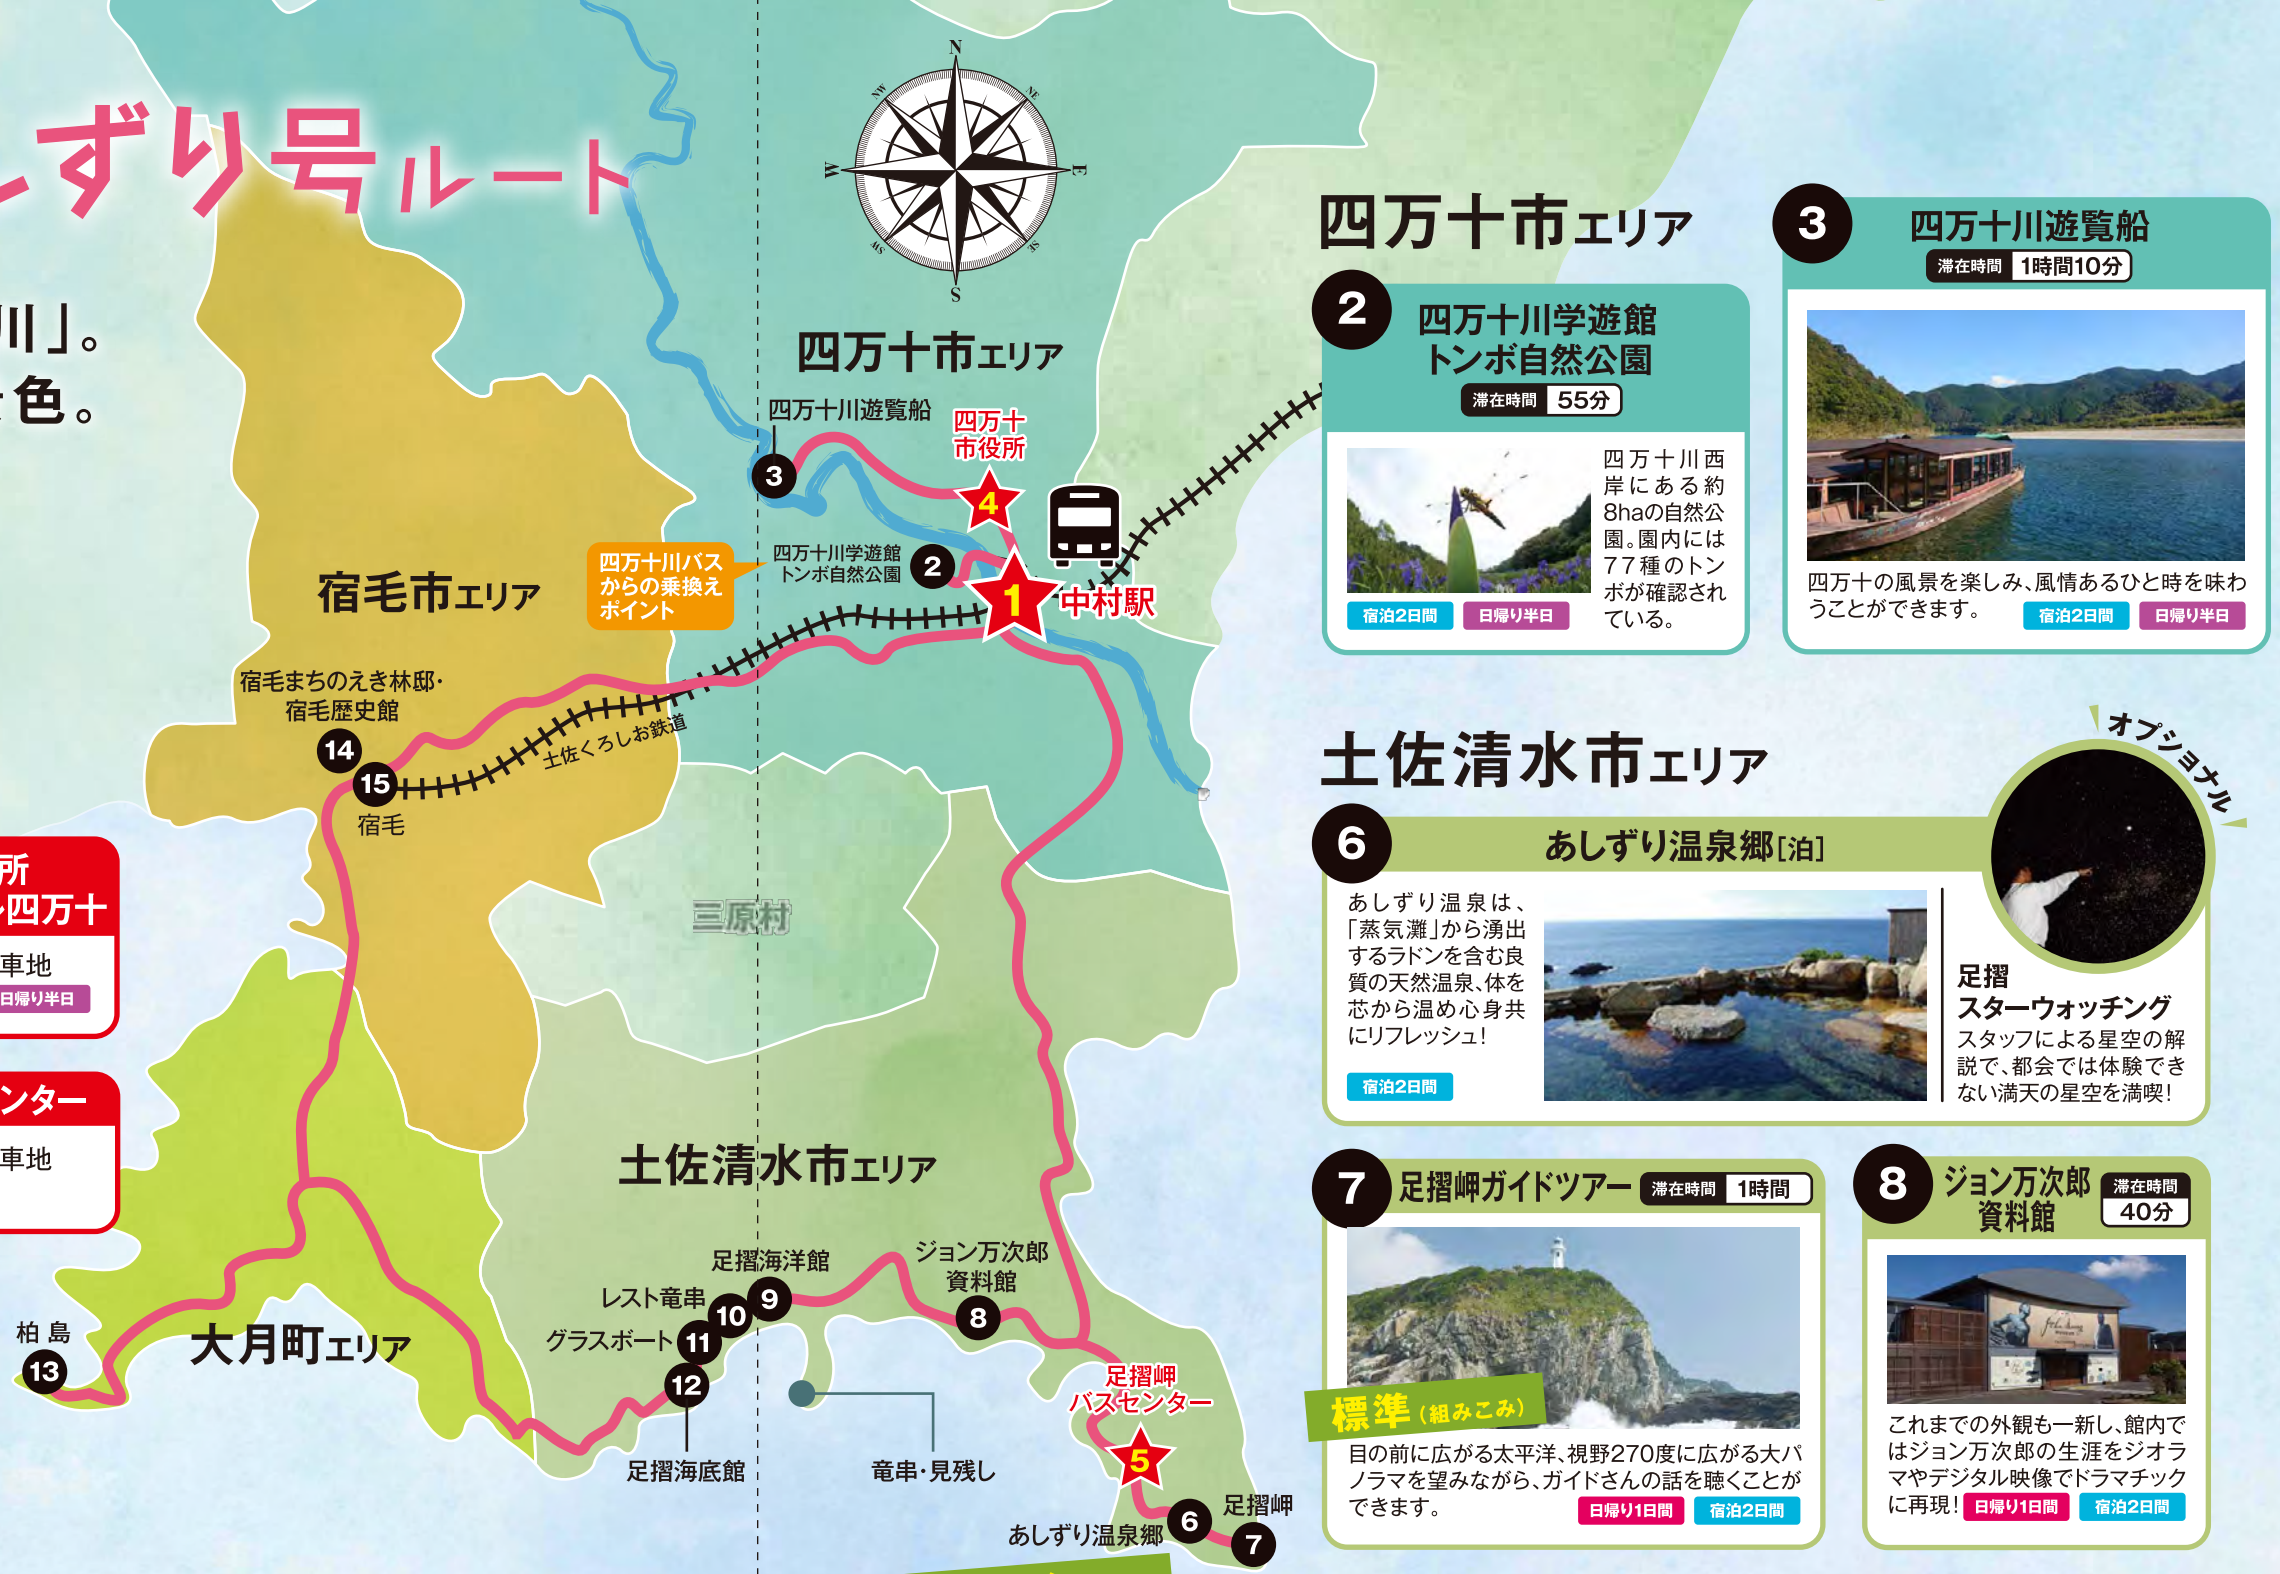 しずり号ルート
川」。
色。
N
NE
E
SE
S
SW
W
NW
四万十市エリア
四万十川遊覧船
3
四万十
市役所
4
四万十川バス
からの乗換え
ポイント
四万十川学遊館
トンボ自然公園
2
1
中村駅
宿毛市エリア
宿毛まちのえき林邸・
宿毛歴史館
14
15
宿毛
土佐くろしお鉄道
三原村
所
四万十
車地
日帰り半日
ンター
車地
土佐清水市エリア
足摺海洋館
9
レスト竜串
10
グラスボート
11
12
足摺海底館
ジョン万次郎
資料館
8
竜串・見残し
柏島
13
大月町エリア
足摺岬
バスセンター
5
あしずり温泉郷
6
足摺岬
7
四万十市エリア
2
四万十川学遊館
トンボ自然公園
滞在時間 55分
四万十川西
岸にある約
8haの自然公
園。園内には
77種のトン
ボが確認され
ている。
宿泊2日間 日帰り半日
3
四万十川遊覧船
滞在時間 1時間10分
四万十の風景を楽しみ、風情あるひと時を味わ
うことができます。
宿泊2日間 日帰り半日
土佐清水市エリア
オプショナル
6
あしずり温泉郷[泊]
あしずり温泉は、
「蒸気灘」から湧出
するラドンを含む良
質の天然温泉、体を
芯から温め心身共
にリフレッシュ!
宿泊2日間
足摺
スターウォッチング
スタッフによる星空の解
説で、都会では体験でき
ない満天の星空を満喫!
7
足摺岬ガイドツアー 滞在時間 1時間
標準(組みこみ)
目の前に広がる太平洋、視野270度に広がる大パ
ノラマを望みながら、ガイドさんの話を聴くことが
できます。
日帰り1日間 宿泊2日間
8
ジョン万次郎
資料館
滞在時間
40分
これまでの外観も一新し、館内で
はジョン万次郎の生涯をジオラ
マやデジタル映像でドラマチック
に再現! 日帰り1日間 宿泊2日間